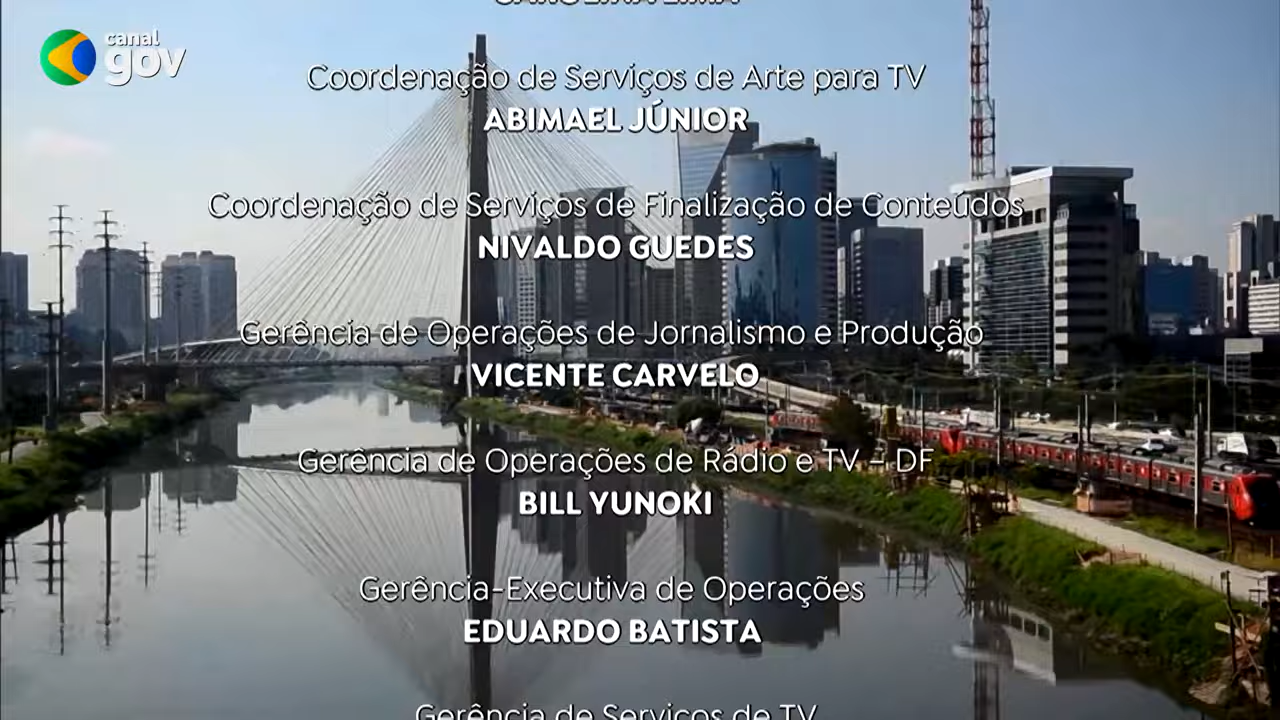 canal
gov
Coordenação de Serviços de Arte para TV
ABIMAEL JÚNIOR
Coordenação de Serviços de Finalização de Conteúdos
NIVALDO GUEDES
Gerência de Operações de Jornalismo e Produção
VICENTE CARVELO
Gerência de Operações de Rádio e TV – DF
BILL YUNOKI
Gerência-Executiva de Operações
EDUARDO BATISTA
Gerência de Serviços de TV